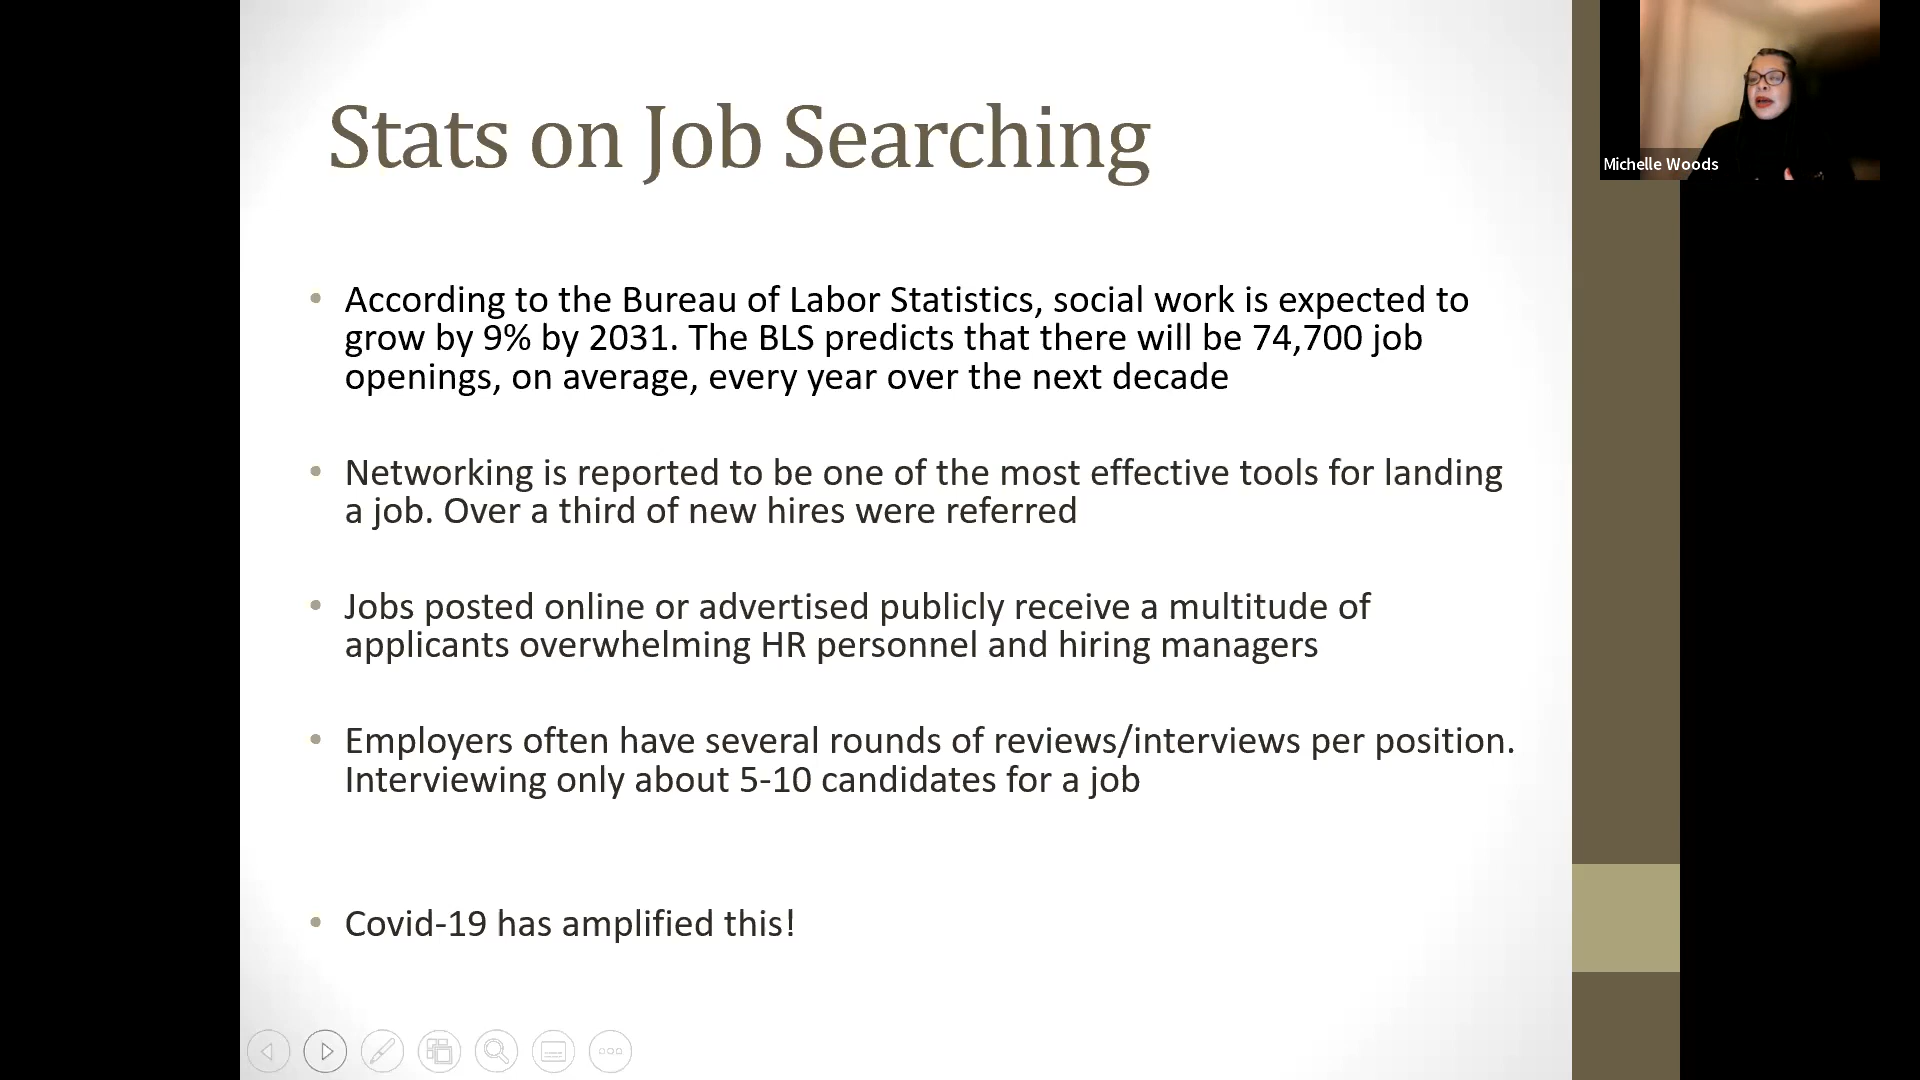 Stats on Job Searching
Michelle Woods
• According to the Bureau of Labor Statistics, social work is expected to
grow by 9% by 2031. The BLS predicts that there will be 74,700 job
openings, on average, every year over the next decade
• Networking is reported to be one of the most effective tools for landing
a job. Over a third of new hires were referred
• Jobs posted online or advertised publicly receive a multitude of
applicants overwhelming HR personnel and hiring managers
• Employers often have several rounds of reviews/interviews per position.
Interviewing only about 5-10 candidates for a job
• Covid-19 has amplified this!